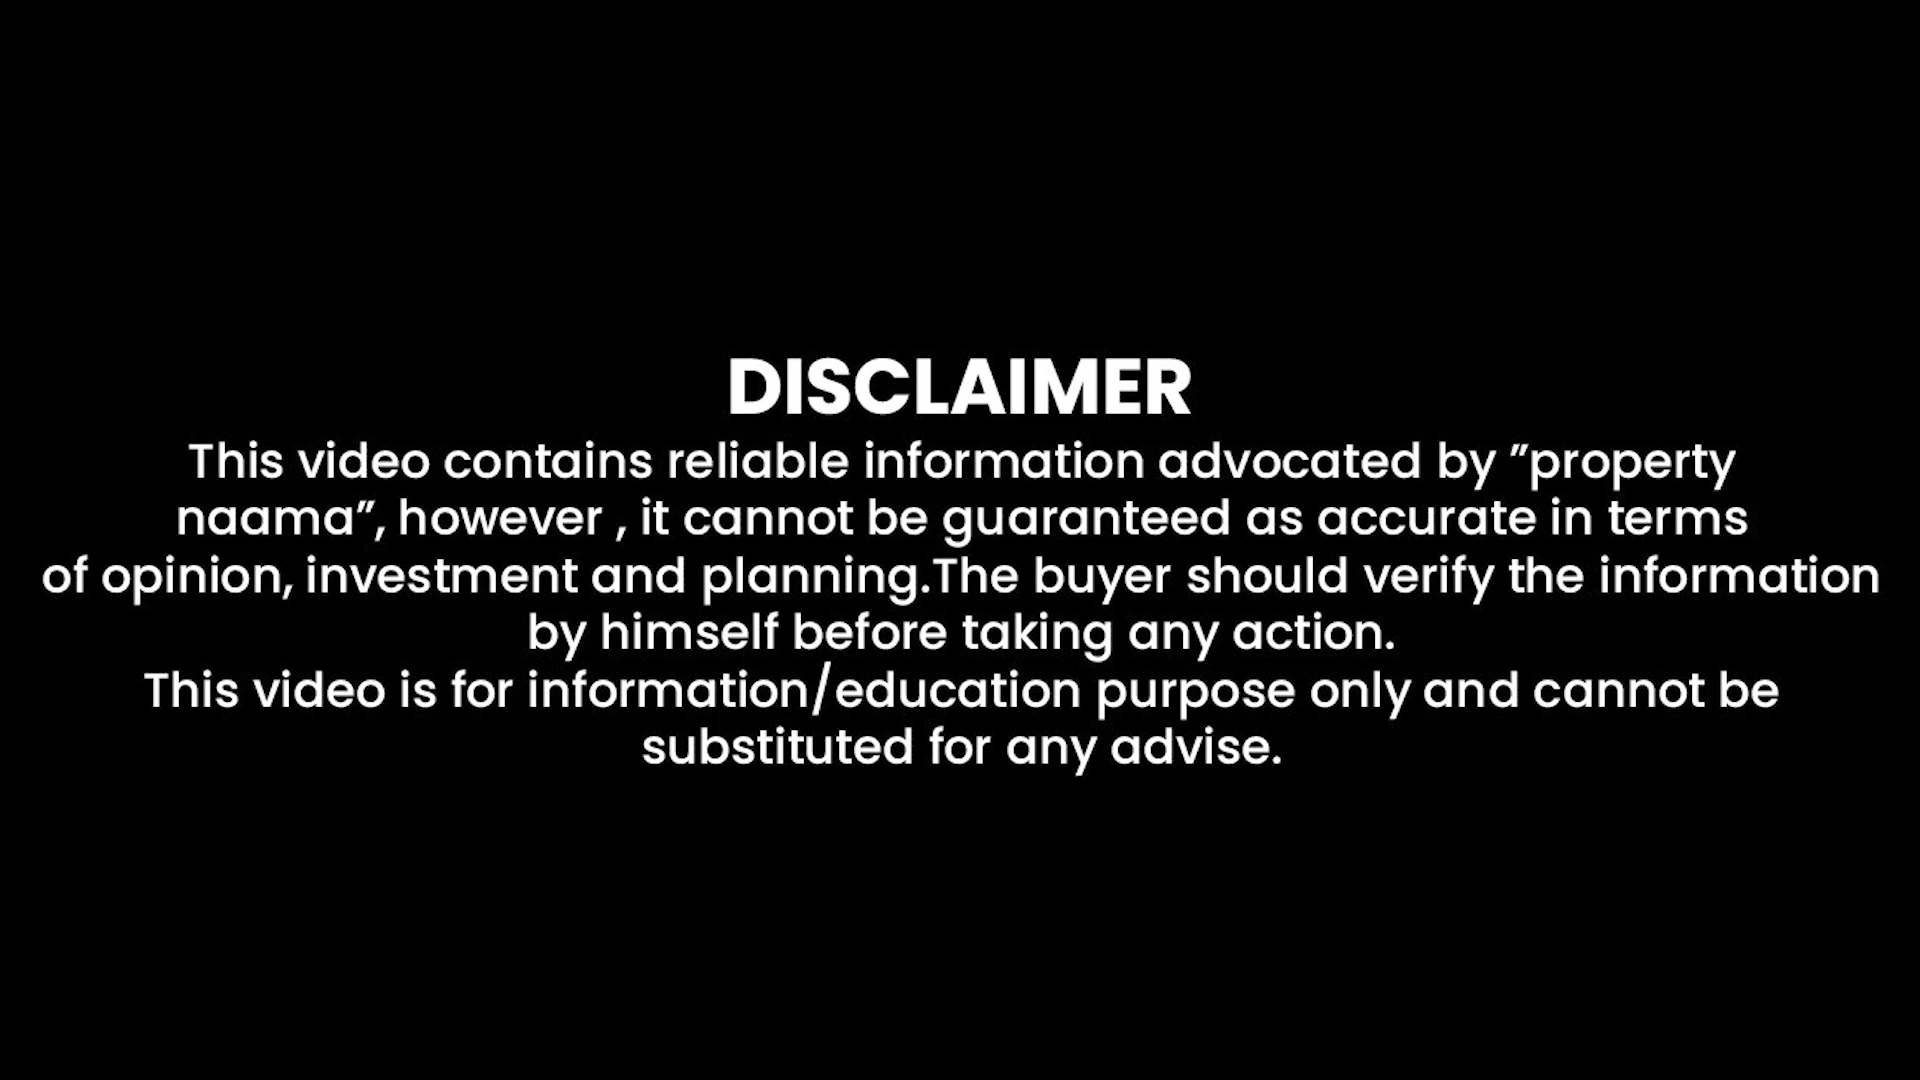 DISCLAIMER
This video contains reliable information advocated by ”property
naama”, however , it cannot be guaranteed as accurate in terms
of opinion, investment and planning.The buyer should verify the information
by himself before taking any action.
This video is for information/education purpose only and cannot be
substituted for any advise.